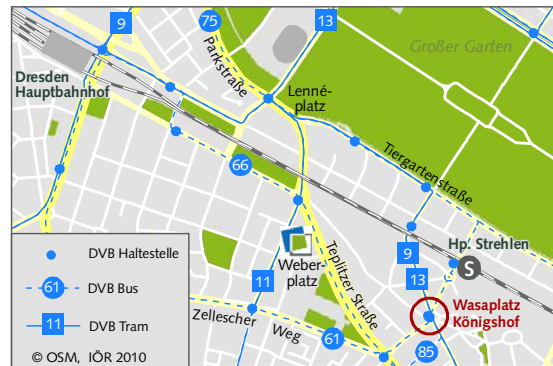 9
75
13
Parkstraße
Großer Garten
Dresden
Hauptbahnhof
Lenné-
platz
Tiergartenstraße
66
9
Hp. Strehlen
S
DVB Haltestelle
Weber-
platz
Teplitzer Straße
13
61
DVB Bus
11
Wasaplatz
Königshof
11
DVB Tram
Zellescher
Weg
61
85
© OSM, IÖR 2010